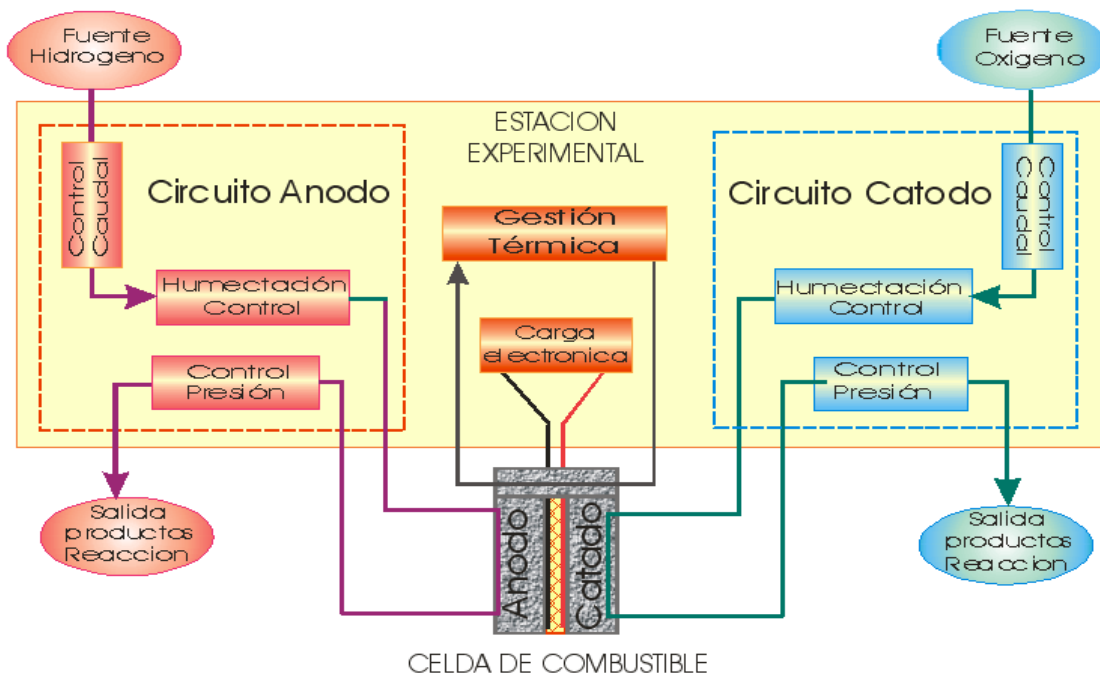 Fuente
Hidrogeno
Fuente
Oxigeno
ESTACION
EXPERIMENTAL
Control
Caudal
Circuito Anodo
Circuito Catodo
Control
Caudal
Gestión
Térmica
Humectación
Control
Humectación
Control
Carga
electronica
Control
Presión
Control
Presión
Salida
productos
Reaccion
Anodo
Catado
Salida
productos
Reaccion
CELDA DE COMBUSTIBLE